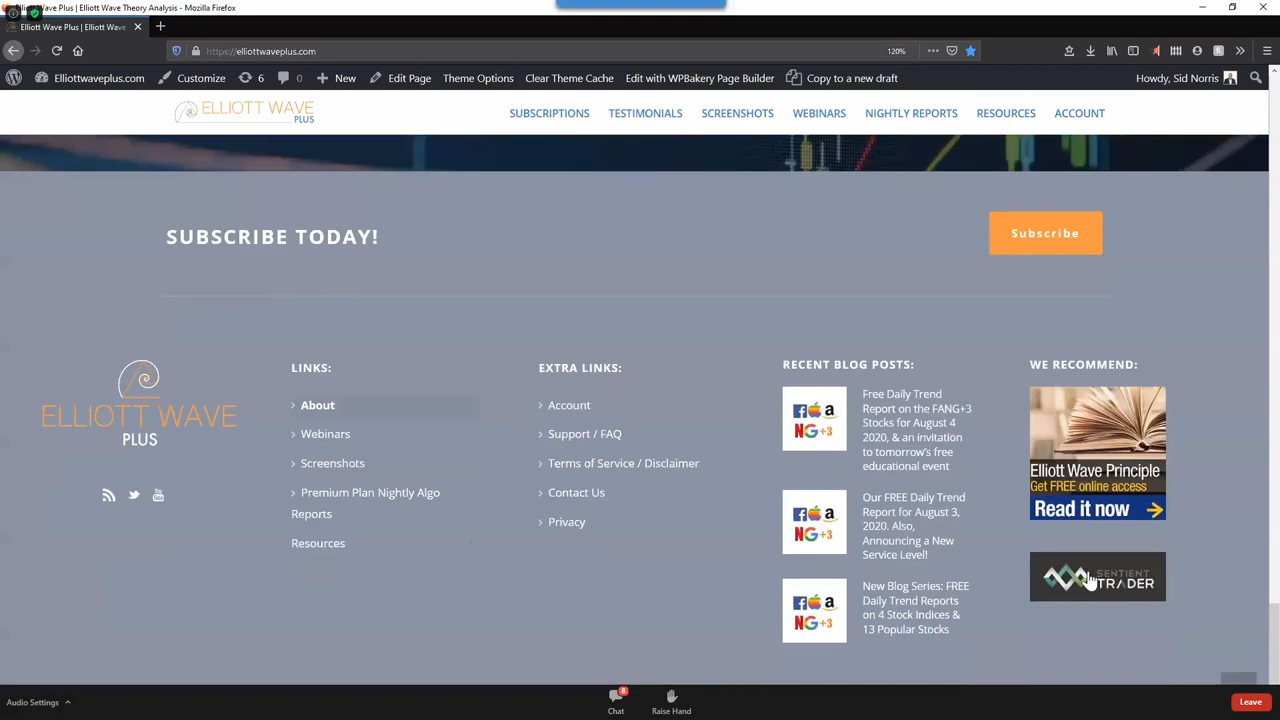 Elliott Wave Plus | Elliott Wave Theory Analysis - Mozilla Firefox
Elliott Wave Plus | Elliott Wave
https://elliottwaveplus.com
120%
Elliottwaveplus.com
Customize
6
0
New
Edit Page
Theme Options
Clear Theme Cache
Edit with WPBakery Page Builder
Copy to a new draft
Howdy, Sid Norris
ELLIOTT WAVE
PLUS
SUBSCRIPTIONS
TESTIMONIALS
SCREENSHOTS
WEBINARS
NIGHTLY REPORTS
RESOURCES
ACCOUNT
SUBSCRIBE TODAY!
Subscribe
ELLIOTT WAVE
PLUS
LINKS:
About
Webinars
Screenshots
Premium Plan Nightly Algo
Reports
Resources
EXTRA LINKS:
Account
Support / FAQ
Terms of Service / Disclaimer
Contact Us
Privacy
RECENT BLOG POSTS:
NG+3
Free Daily Trend
Report on the FANG+3
Stocks for August 4
2020, & an invitation
to tomorrow's free
educational event
NG+3
Our FREE Daily Trend
Report for August 3,
2020. Also,
Announcing a New
Service Level!
NG+3
New Blog Series: FREE
Daily Trend Reports
on 4 Stock Indices &
13 Popular Stocks
WE RECOMMEND:
Elliott Wave Principle
Get FREE online access
Read it now
SENTIENT
TRADER
Audio Settings
8
Chat
Raise Hand
Leave